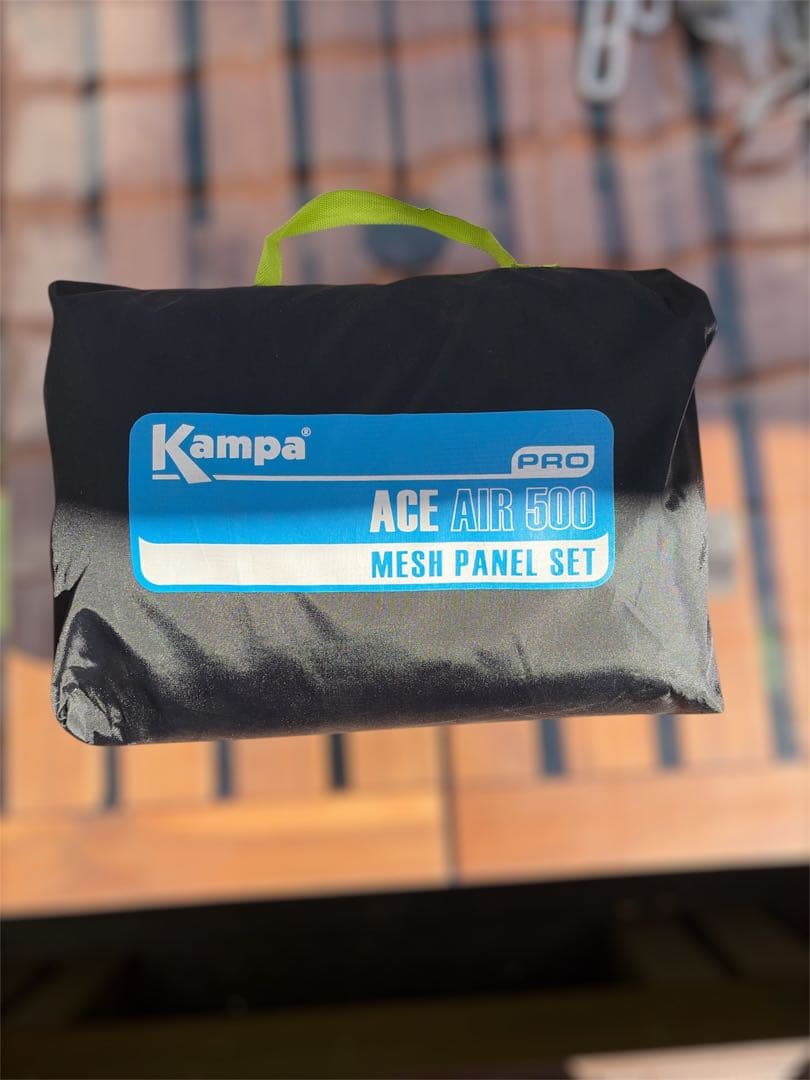 Kampa®
PRO
ACE AIR 500
MESH PANEL SET